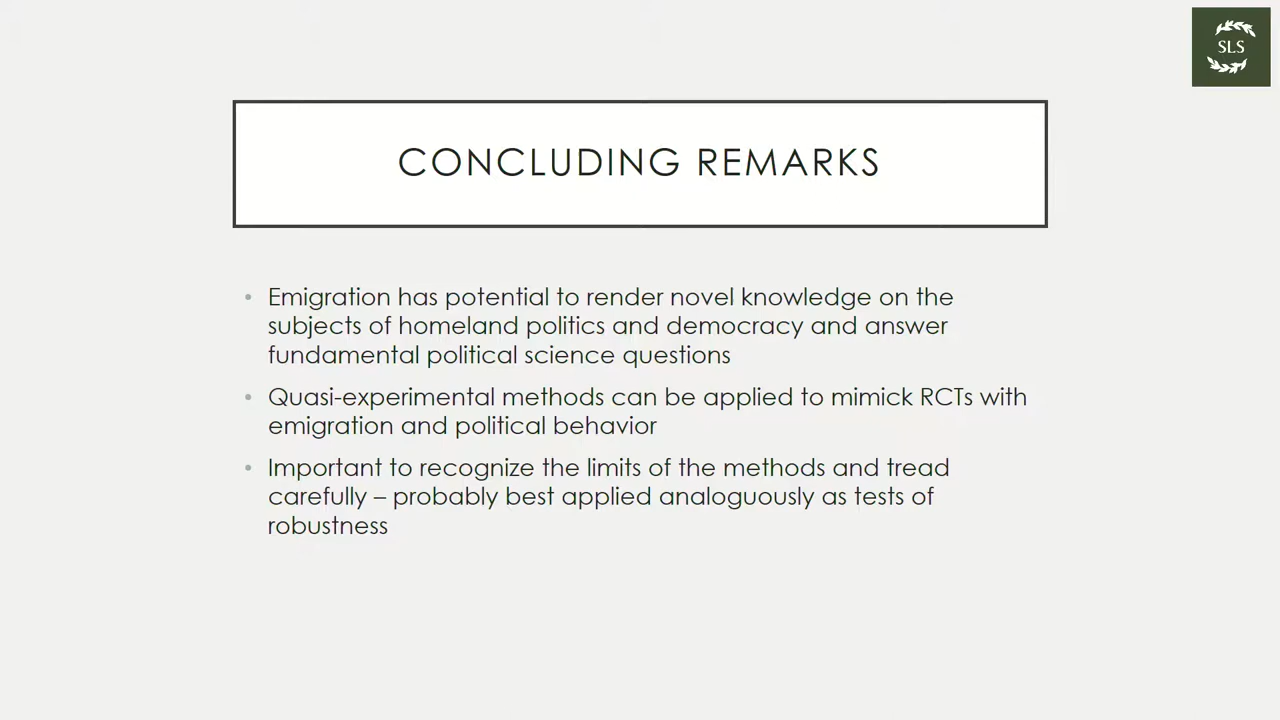 SLS
CONCLUDING REMARKS
• Emigration has potential to render novel knowledge on the
subjects of homeland politics and democracy and answer
fundamental political science questions
• Quasi-experimental methods can be applied to mimick RCTs with
emigration and political behavior
• Important to recognize the limits of the methods and tread
carefully – probably best applied analoguously as tests of
robustness